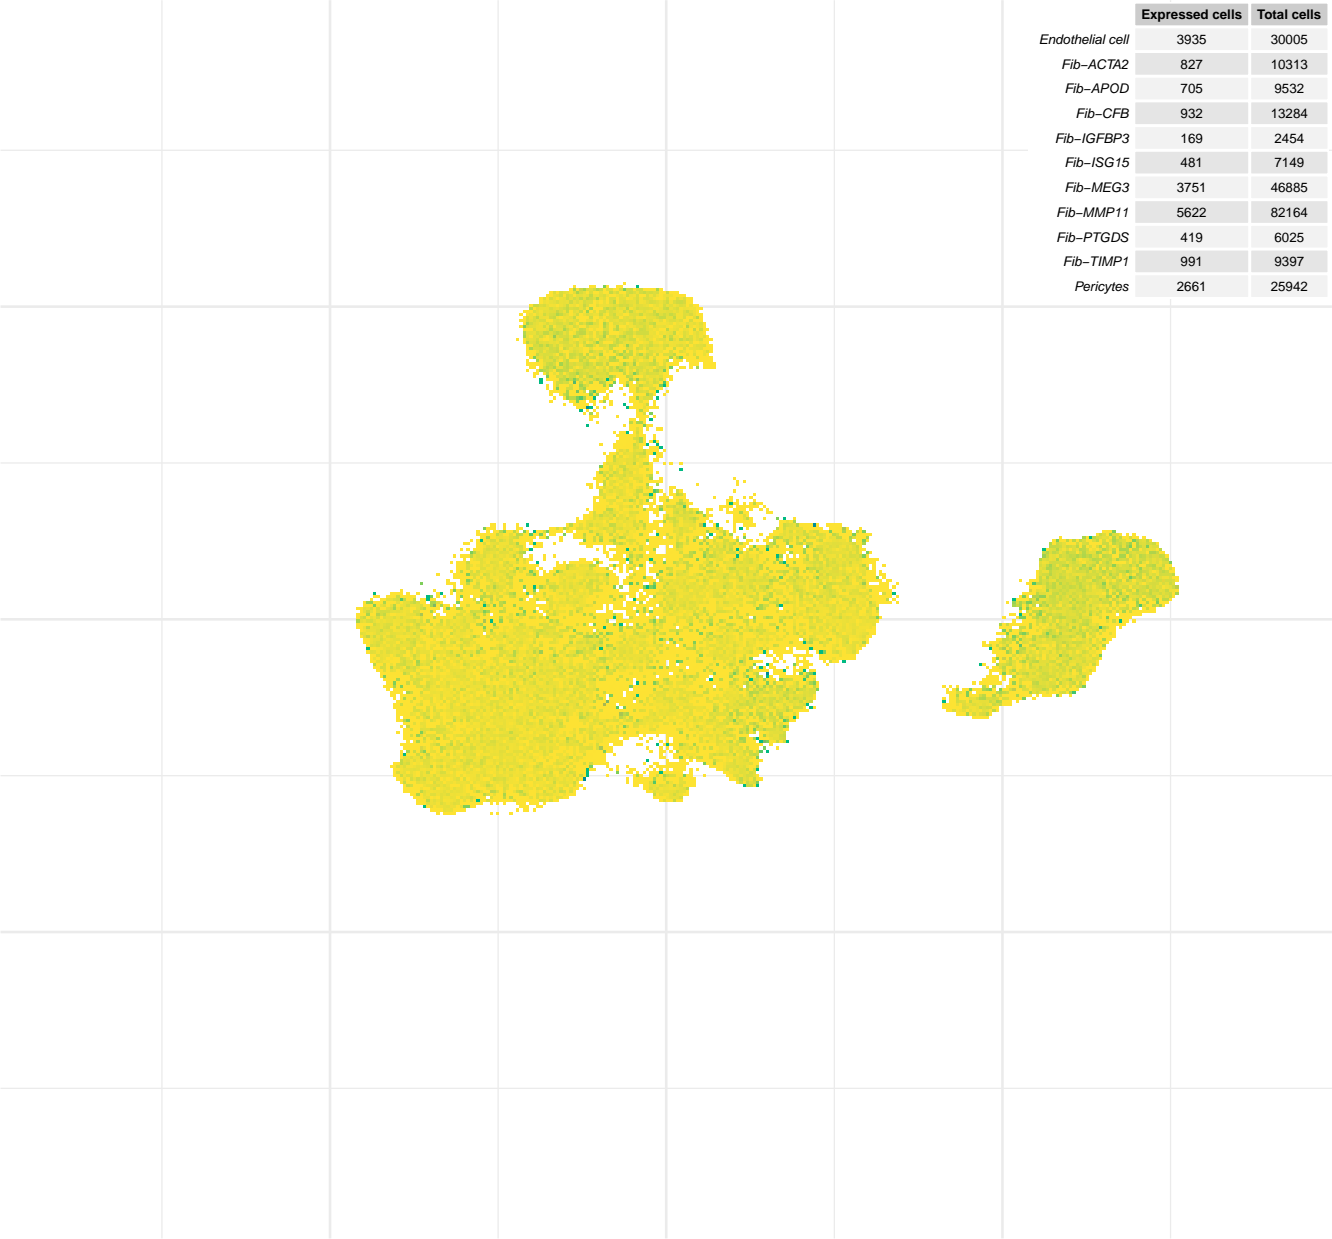 Expressed cells Total cells
Endothelial cell 3935 30005
Fib−ACTA2 827 10313
Fib−APOD 705 9532
Fib−CFB 932 13284
Fib−IGFBP3 169 2454
Fib−ISG15 481 7149
Fib−MEG3 3751 46885
Fib−MMP11 5622 82164
Fib−PTGDS 419 6025
Fib−TIMP1 991 9397
Pericytes 2661 25942